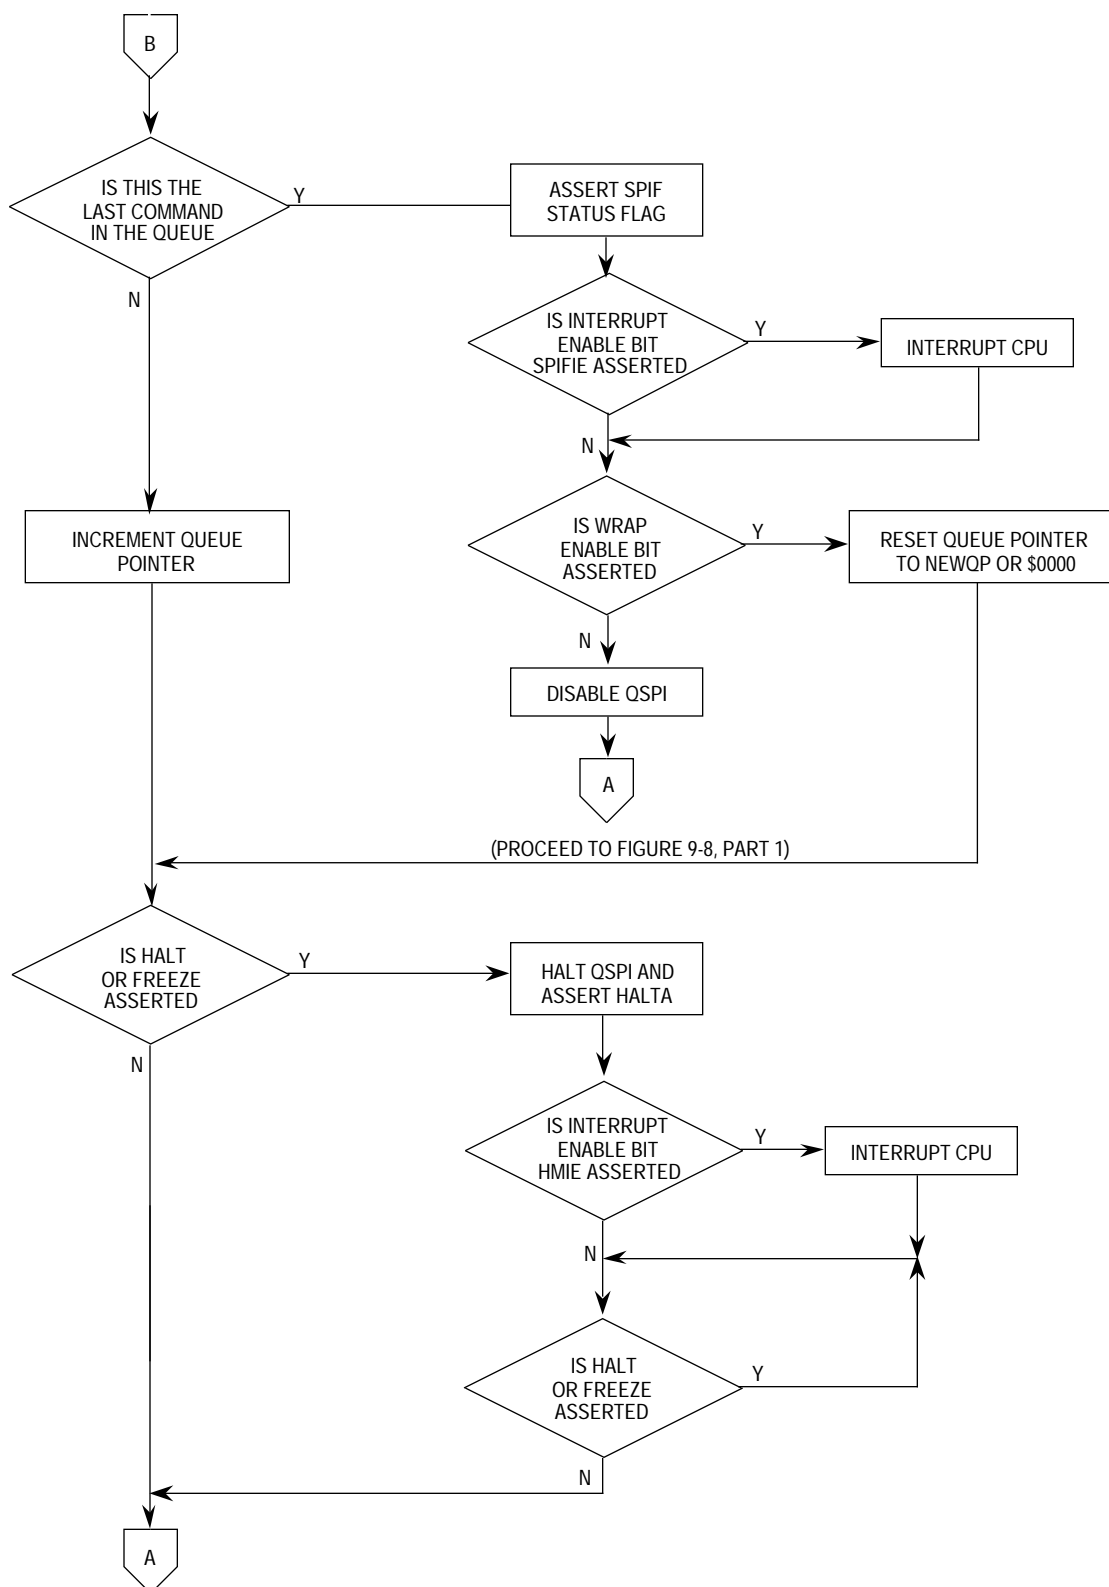 B
IS THIS THE
LAST COMMAND
IN THE QUEUE
Y
N
ASSERT SPIF
STATUS FLAG
IS INTERRUPT
ENABLE BIT
SPIFIE ASSERTED
Y
N
INTERRUPT CPU
INCREMENT QUEUE
POINTER
IS WRAP
ENABLE BIT
ASSERTED
Y
N
RESET QUEUE POINTER
TO NEWQP OR $0000
DISABLE QSPI
A
(PROCEED TO FIGURE 9-8, PART 1)
IS HALT
OR FREEZE
ASSERTED
Y
N
HALT QSPI AND
ASSERT HALTA
IS INTERRUPT
ENABLE BIT
HMIE ASSERTED
Y
N
INTERRUPT CPU
IS HALT
OR FREEZE
ASSERTED
Y
N
A